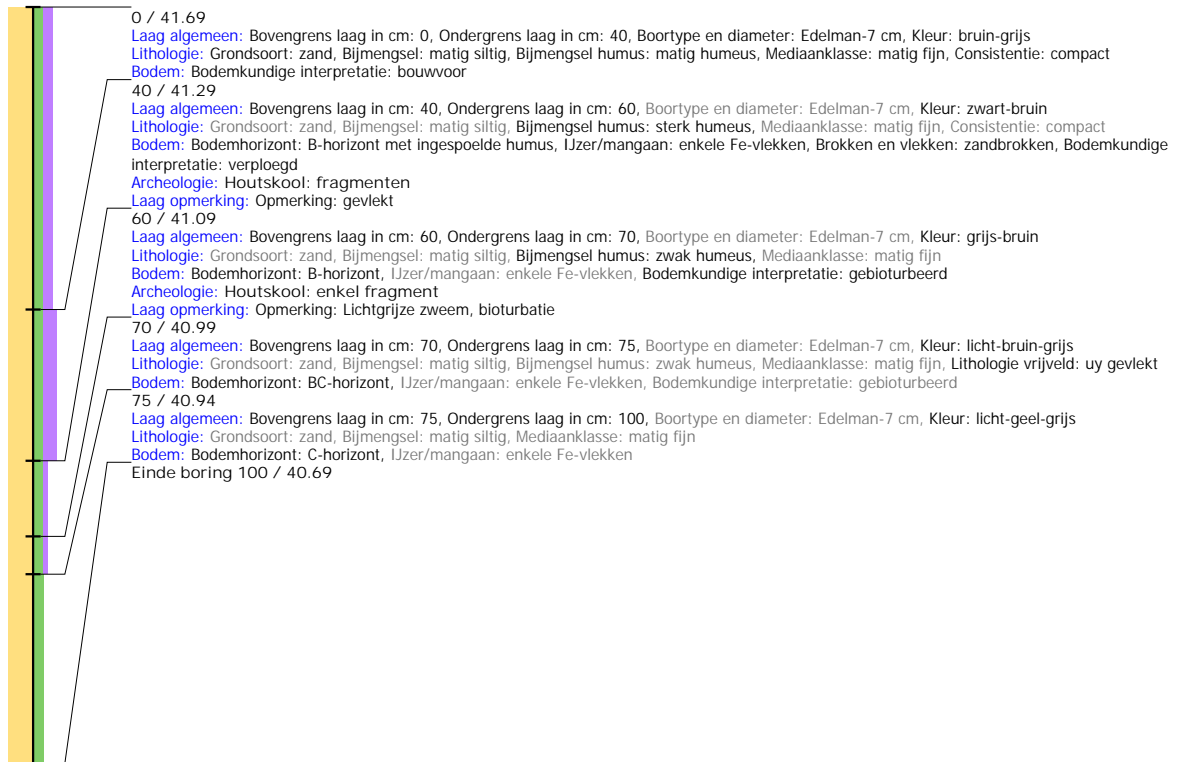 0 / 41.69
Laag algemeen: Bovengrens laag in cm: 0, Ondergrens laag in cm: 40, Boortype en diameter: Edelman-7 cm, Kleur: bruin-grijs
Lithologie: Grondsoort: zand, Bijmengsel: matig siltig, Bijmengsel humus: matig humeus, Mediaanklasse: matig fijn, Consistentie: compact
Bodem: Bodemkundige interpretatie: bouwvoor
40 / 41.29
Laag algemeen: Bovengrens laag in cm: 40, Ondergrens laag in cm: 60, Boortype en diameter: Edelman-7 cm, Kleur: zwart-bruin
Lithologie: Grondsoort: zand, Bijmengsel: matig siltig, Bijmengsel humus: sterk humeus, Mediaanklasse: matig fijn, Consistentie: compact
Bodem: Bodemhorizont: B-horizont met ingespoelde humus, IJzer/mangaan: enkele Fe-vlekken, Brokken en vlekken: zandbrokken, Bodemkundige
interpretatie: verploegd
Archeologie: Houtskool: fragmenten
Laag opmerking: Opmerking: gevlekt
60 / 41.09
Laag algemeen: Bovengrens laag in cm: 60, Ondergrens laag in cm: 70, Boortype en diameter: Edelman-7 cm, Kleur: grijs-bruin
Lithologie: Grondsoort: zand, Bijmengsel: matig siltig, Bijmengsel humus: zwak humeus, Mediaanklasse: matig fijn
Bodem: Bodemhorizont: B-horizont, IJzer/mangaan: enkele Fe-vlekken, Bodemkundige interpretatie: gebioturbeerd
Archeologie: Houtskool: enkel fragment
Laag opmerking: Opmerking: Lichtgrijze zweem, bioturbatie
70 / 40.99
Laag algemeen: Bovengrens laag in cm: 70, Ondergrens laag in cm: 75, Boortype en diameter: Edelman-7 cm, Kleur: licht-bruin-grijs
Lithologie: Grondsoort: zand, Bijmengsel: matig siltig, Bijmengsel humus: zwak humeus, Mediaanklasse: matig fijn, Lithologie vrijveld: uy gevlekt
Bodem: Bodemhorizont: BC-horizont, IJzer/mangaan: enkele Fe-vlekken, Bodemkundige interpretatie: gebioturbeerd
75 / 40.94
Laag algemeen: Bovengrens laag in cm: 75, Ondergrens laag in cm: 100, Boortype en diameter: Edelman-7 cm, Kleur: licht-geel-grijs
Lithologie: Grondsoort: zand, Bijmengsel: matig siltig, Mediaanklasse: matig fijn
Bodem: Bodemhorizont: C-horizont, IJzer/mangaan: enkele Fe-vlekken
Einde boring 100 / 40.69